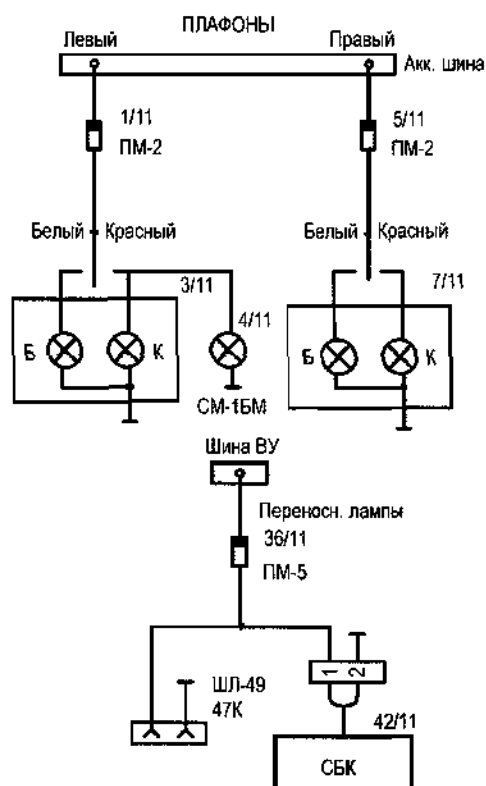 ПЛАФОНЫ
Левый Правый
Акк. шина
1/11 5/11
ПМ-2 ПМ-2
Белый Красный Белый Красный
3/11 7/11
4/11
Б К Б К
СМ-1БМ
Шина ВУ
Переносн. лампы
36/11
ПМ-5
1 2
ШЛ-49
47К
42/11
СБК